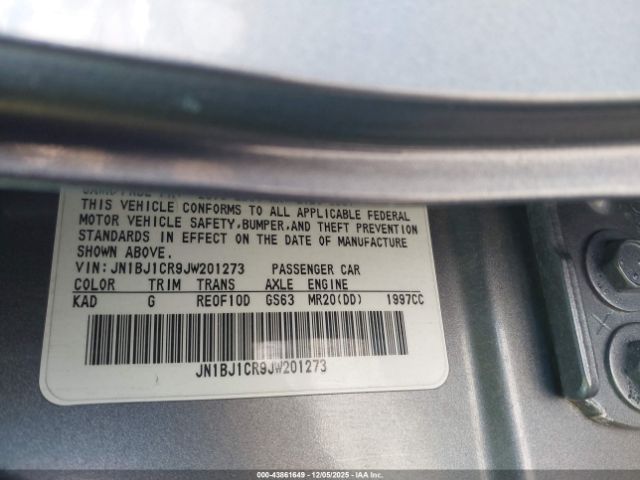 THIS VEHICLE CONFORMS TO ALL APPLICABLE FEDERAL
MOTOR VEHICLE SAFETY, BUMPER, AND THEFT PREVENTION
STANDARDS IN EFFECT ON THE DATE OF MANUFACTURE
SHOWN ABOVE.
VIN: JN1BJ1CR9JW201273 PASSENGER CAR
COLOR TRIM TRANS AXLE ENGINE
KAD G RE0F10D GS63 MR20(DD) 1997CC
JN1BJ1CR9JW201273
000-43861649 | 12/05/2025 - IAA Inc.